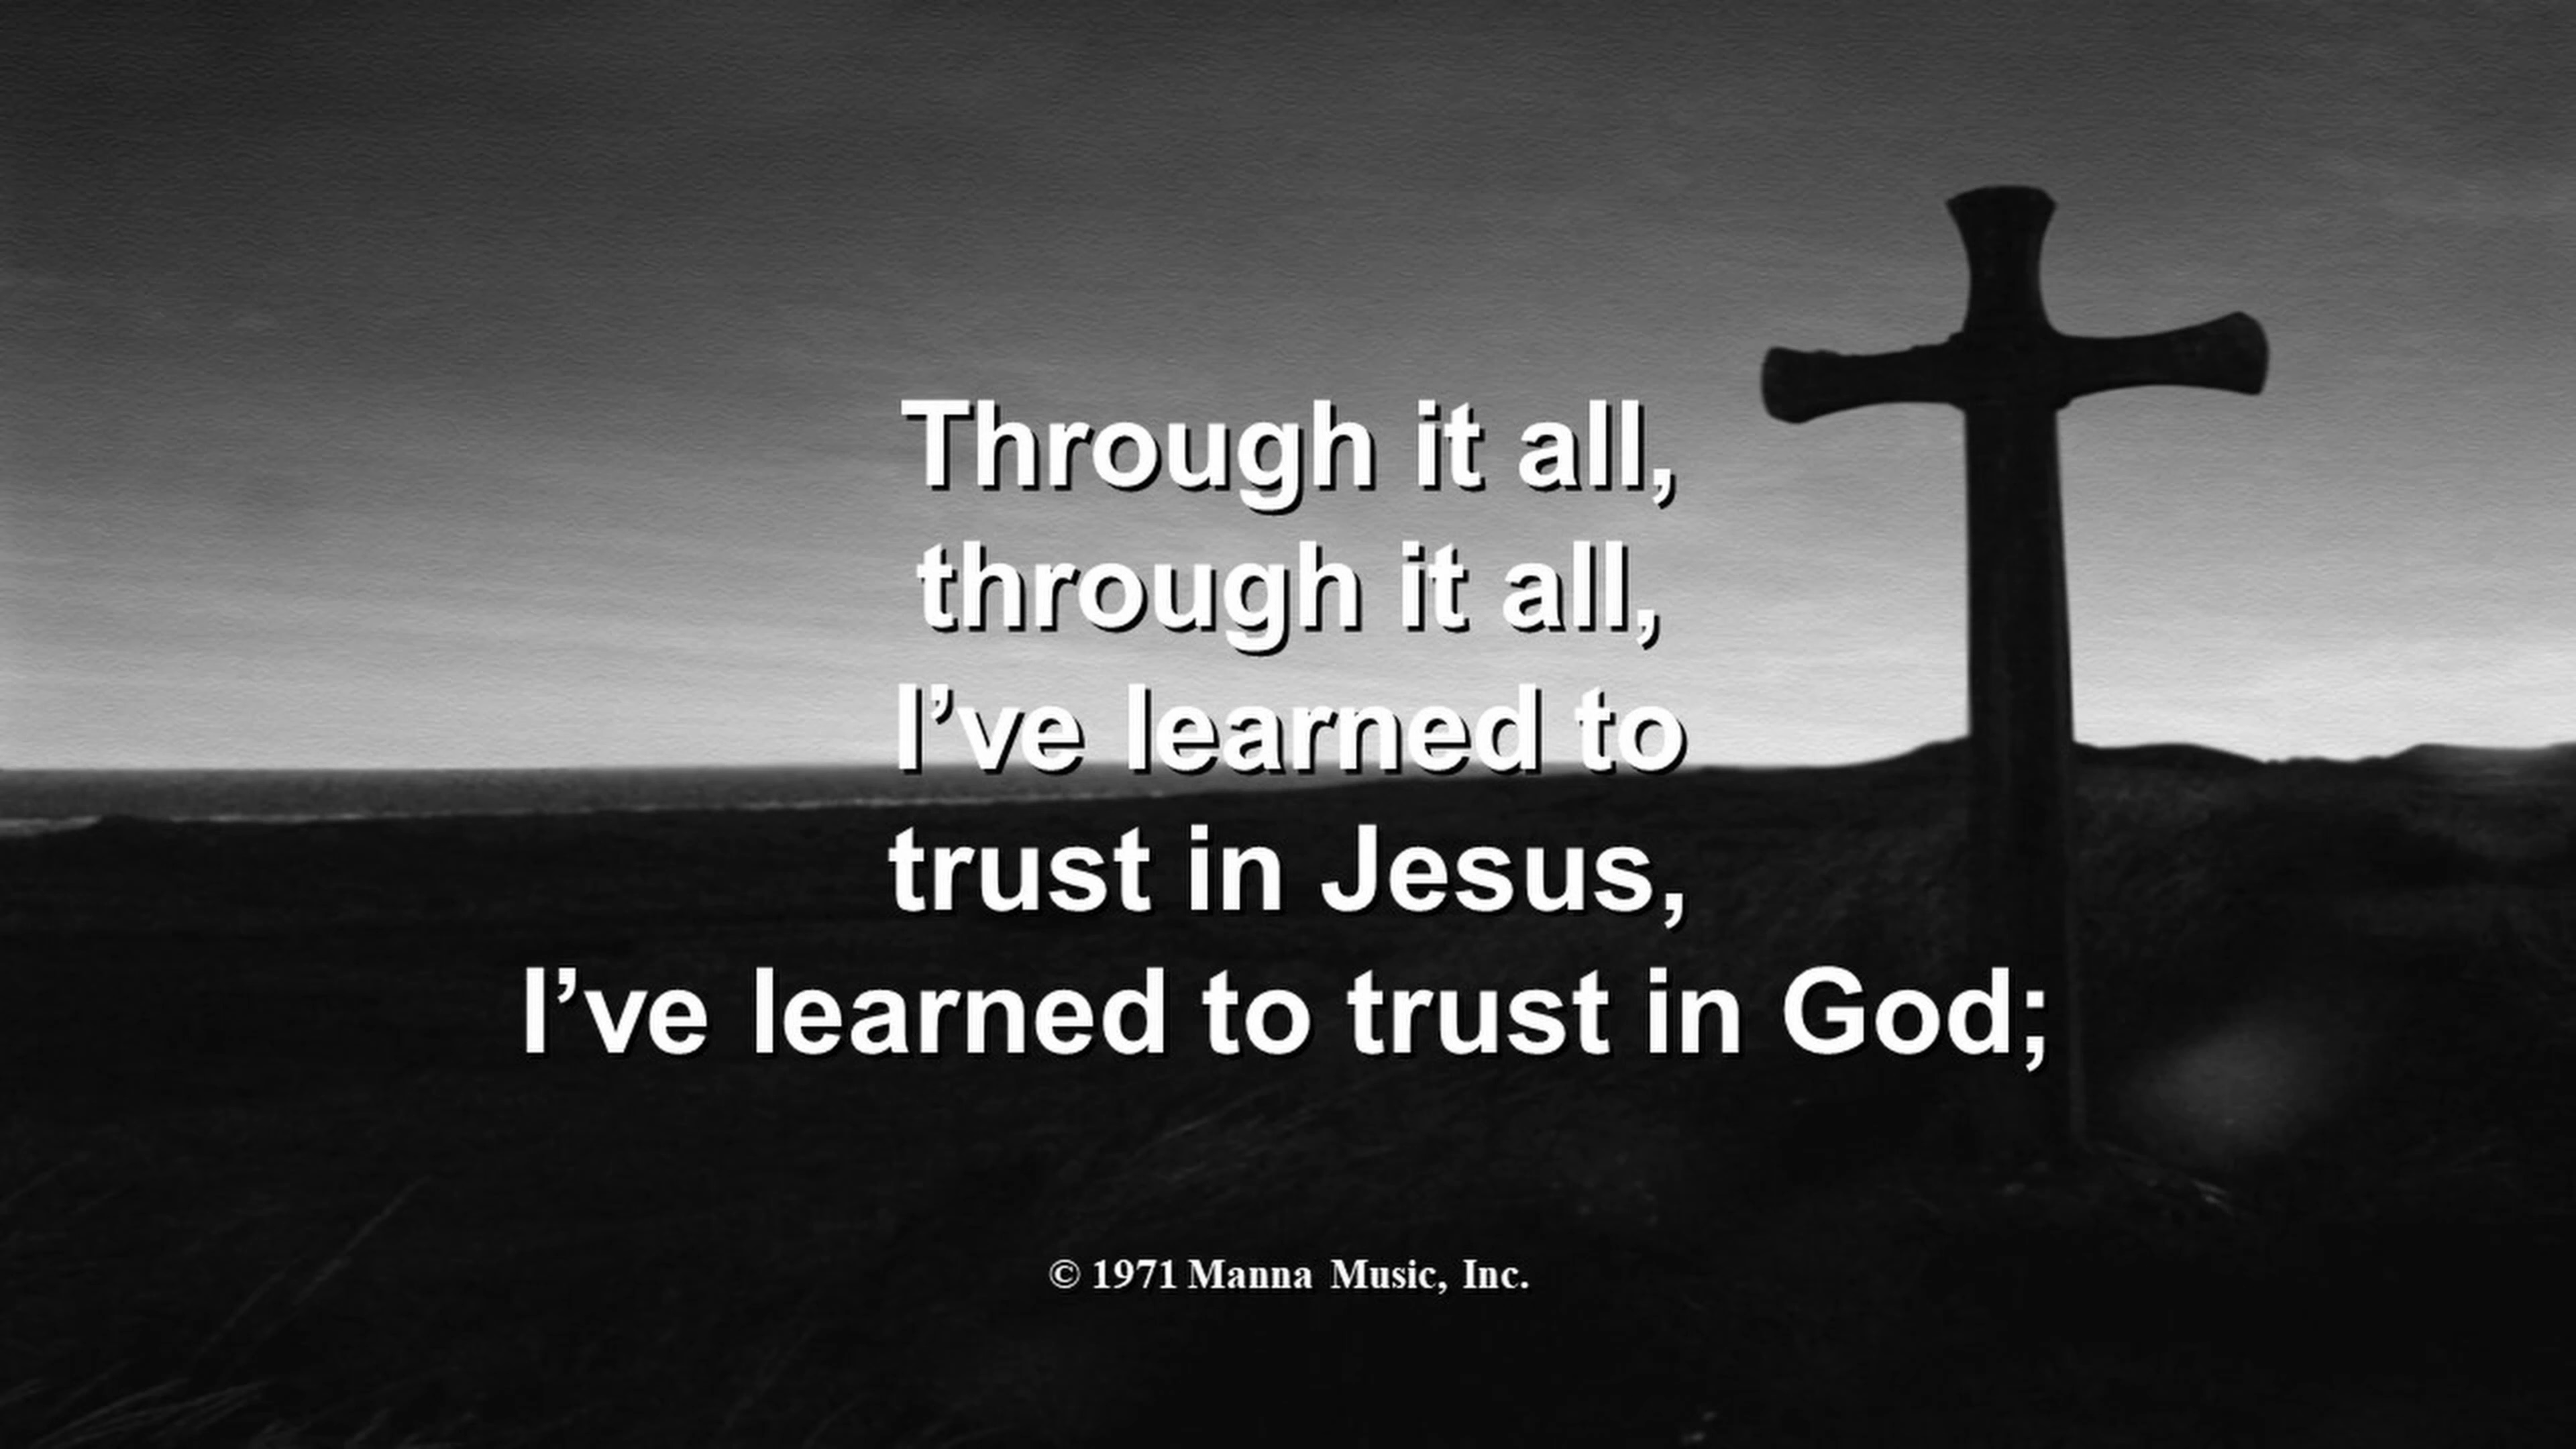 Through it all,
through it all,
I’ve learned to
trust in Jesus,
I’ve learned to trust in God;
© 1971 Manna Music, Inc.